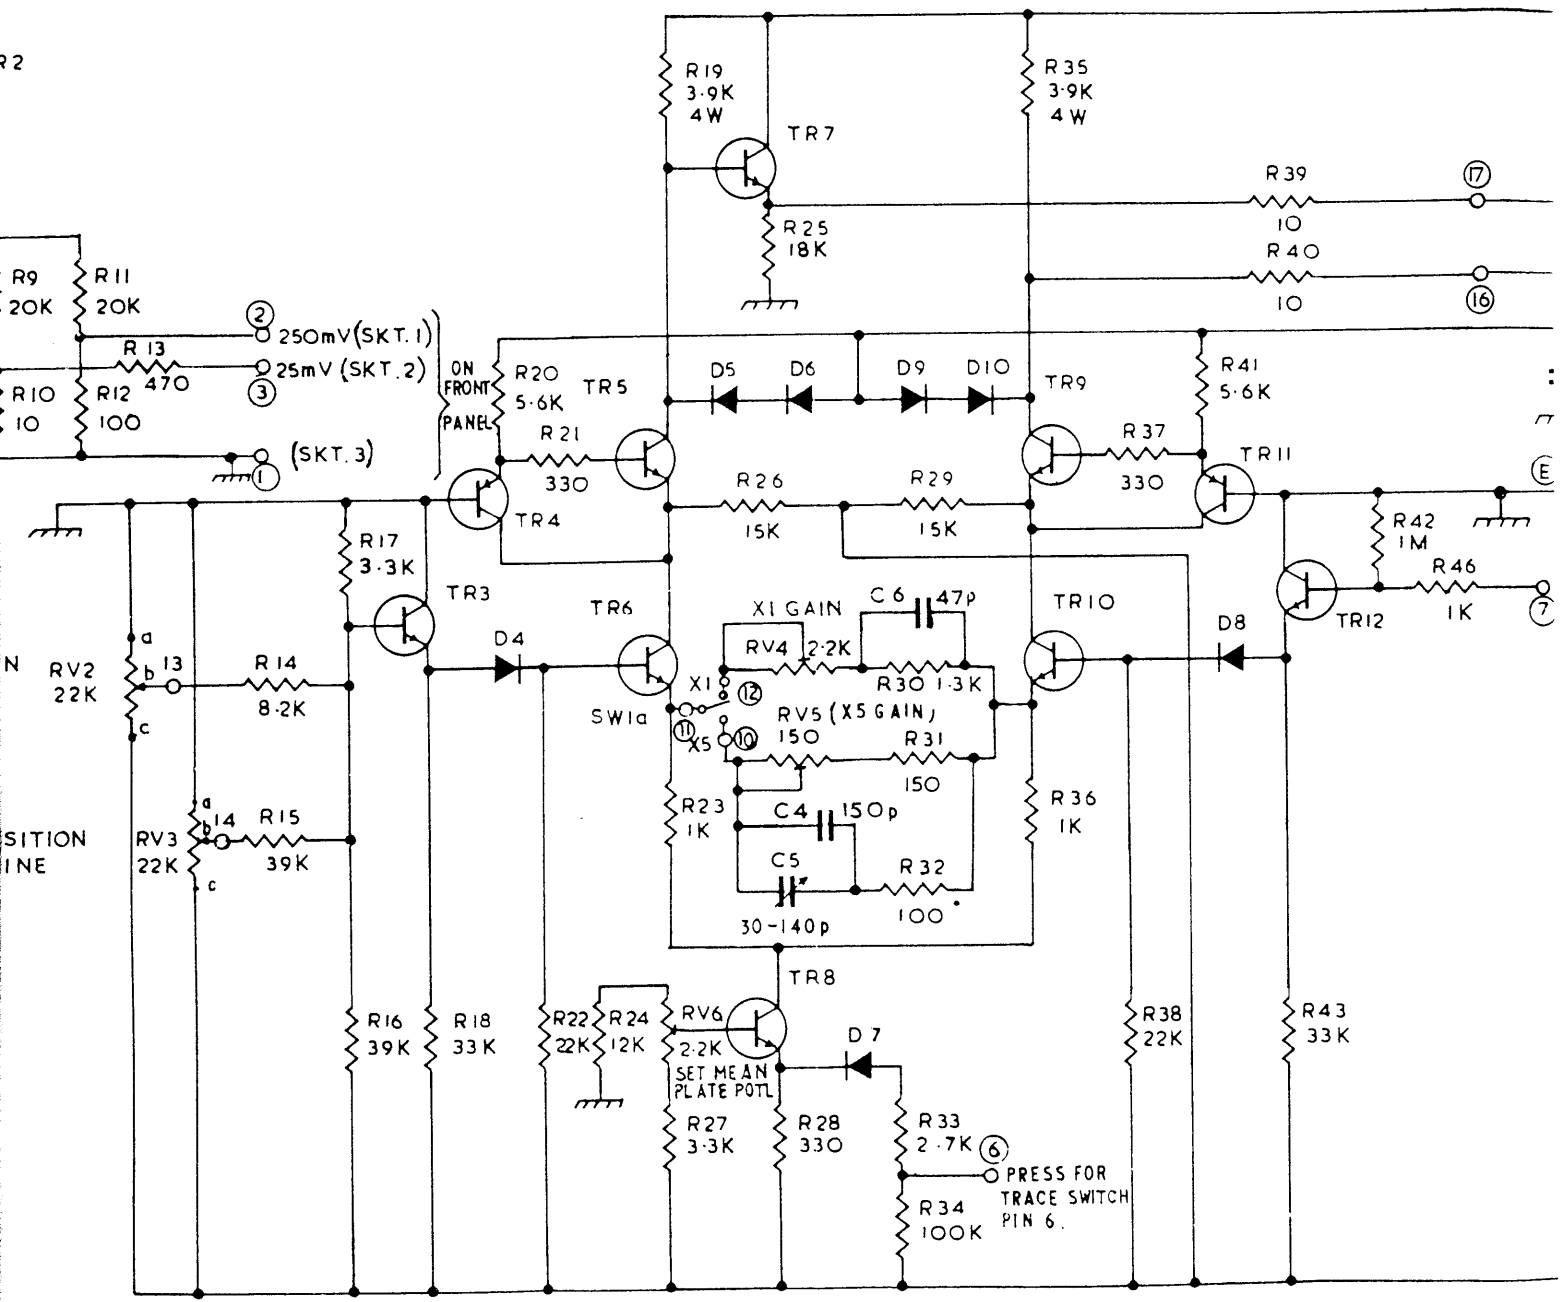 R2
R19
3.9K
4W
R35
3.9K
4W
TR7
R39
17
10
R25
18K
R40
10
16
R9
20K
R11
20K
2
250mV (SKT.1)
R13
470
3
25mV (SKT.2)
R10
10
R12
100
(SKT.3)
1
ON
FRONT
PANEL
R20
5.6K
TR5
D5
D6
D9
D10
TR9
R41
5.6K
R21
330
R37
330
TR11
E
TR4
R26
15K
R29
15K
R42
1M
R46
1K
7
TR12
R17
3.3K
TR3
TR6
X1 GAIN
C6
47p
TR10
D4
RV4
2.2K
R30 1.3K
D8
N
RV2
22K
a
b
c
13
R14
8.2K
SW1a
X1
12
11
X5
10
RV5 (X5 GAIN)
150
R31
150
R23
1K
C4
150p
R36
1K
C5
30-140p
R32
100
SITION
INE
RV3
22K
a
b
c
14
R15
39K
TR8
R16
39K
R18
33K
R22
22K
R24
12K
RV6
2.2K
SET MEAN
PLATE POTL
D7
R38
22K
R43
33K
R27
3.3K
R28
330
R33
2.7K
6
PRESS FOR
TRACE SWITCH
PIN 6.
R34
100K